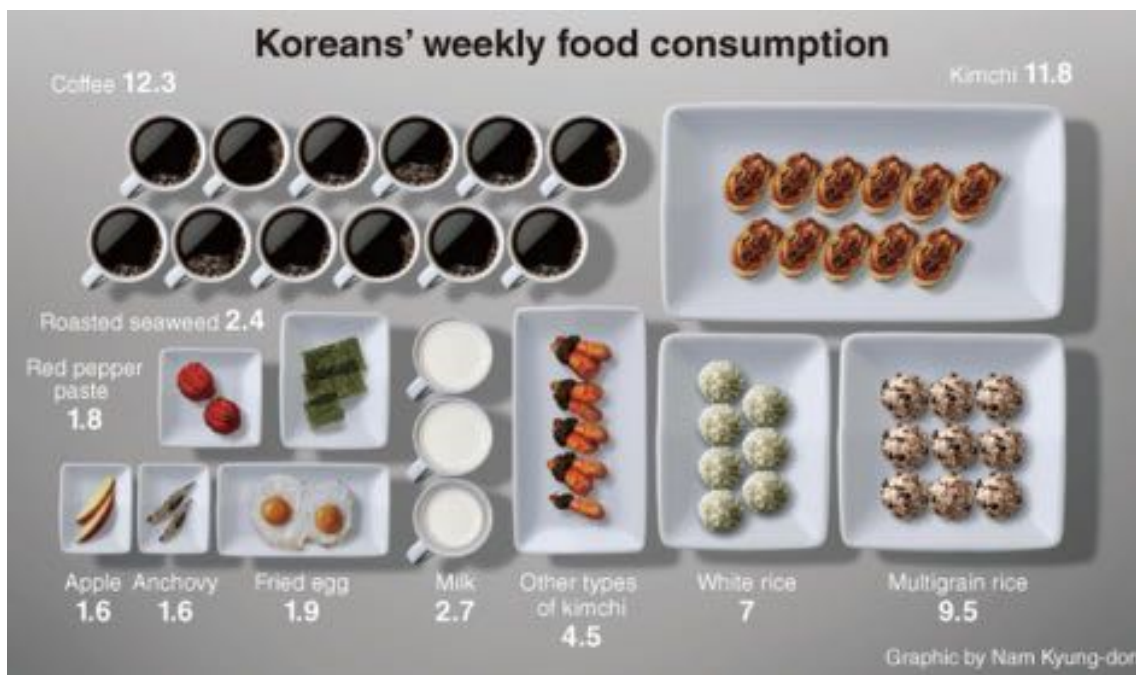 Koreans' weekly food consumption
Coffee 12.3
Kimchi 11.8
Roasted seaweed 2.4
Red pepper
paste
1.8
Apple
1.6
Anchovy
1.6
Fried egg
1.9
Milk
2.7
Other types
of kimchi
4.5
White rice
7
Multigrain rice
9.5
Graphic by Nam Kyung-don